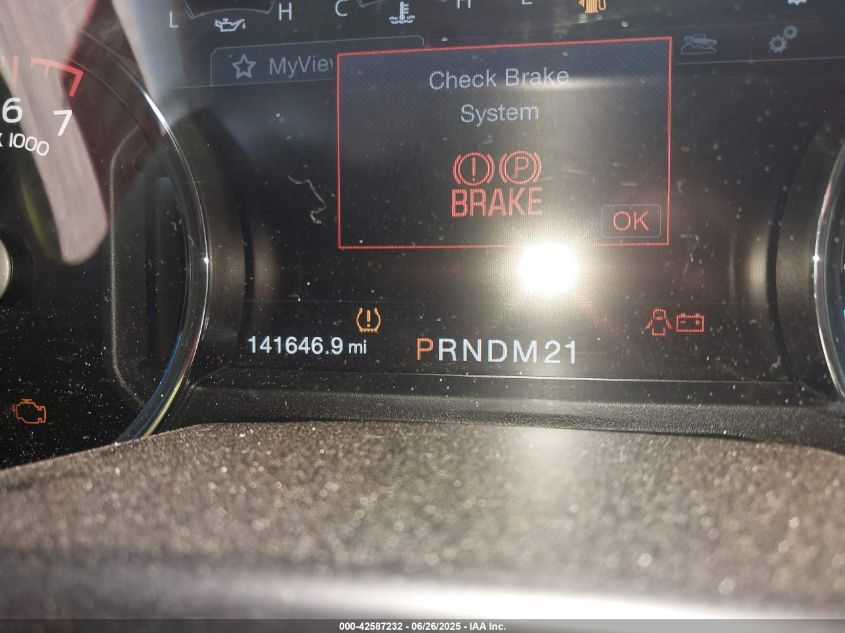 L H C H E
MyView
Check Brake
System
6
7
X 1000
(!) (P)
BRAKE
OK
141646.9 mi
PRNDM21
000-42587232 - 06/26/2025 - IAA Inc.